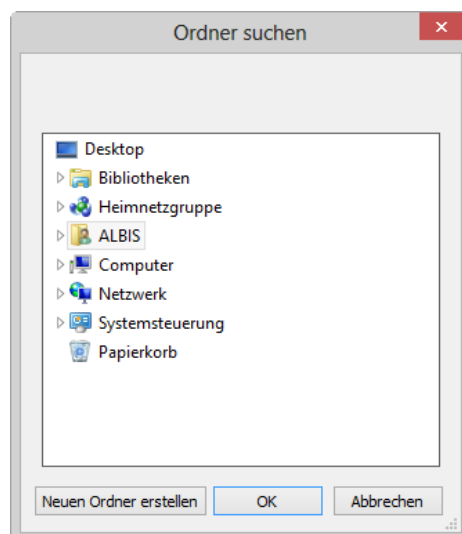 Ordner suchen
Desktop
Bibliotheken
Heimnetzgruppe
ALBIS
Computer
Netzwerk
Systemsteuerung
Papierkorb
Neuen Ordner erstellen OK Abbrechen